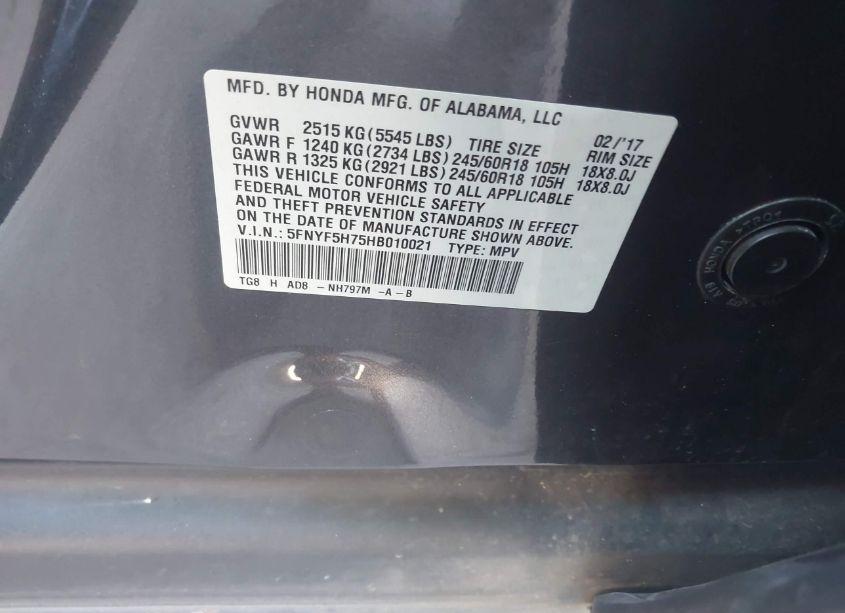 MFD. BY HONDA MFG. OF ALABAMA, LLC
02/'17
GVWR 2515 KG(5545 LBS) TIRE SIZE RIM SIZE
GAWR F 1240 KG(2734 LBS) 245/60R18 105H 18X8.0J
GAWR R 1325 KG(2921 LBS) 245/60R18 105H 18X8.0J
THIS VEHICLE CONFORMS TO ALL APPLICABLE
FEDERAL MOTOR VEHICLE SAFETY
AND THEFT PREVENTION STANDARDS IN EFFECT
ON THE DATE OF MANUFACTURE SHOWN ABOVE.
V.I.N.: 5FNYF5H75HB010021 TYPE: MPV
TG8 H AD8 - NH797M -A-B
HONDA